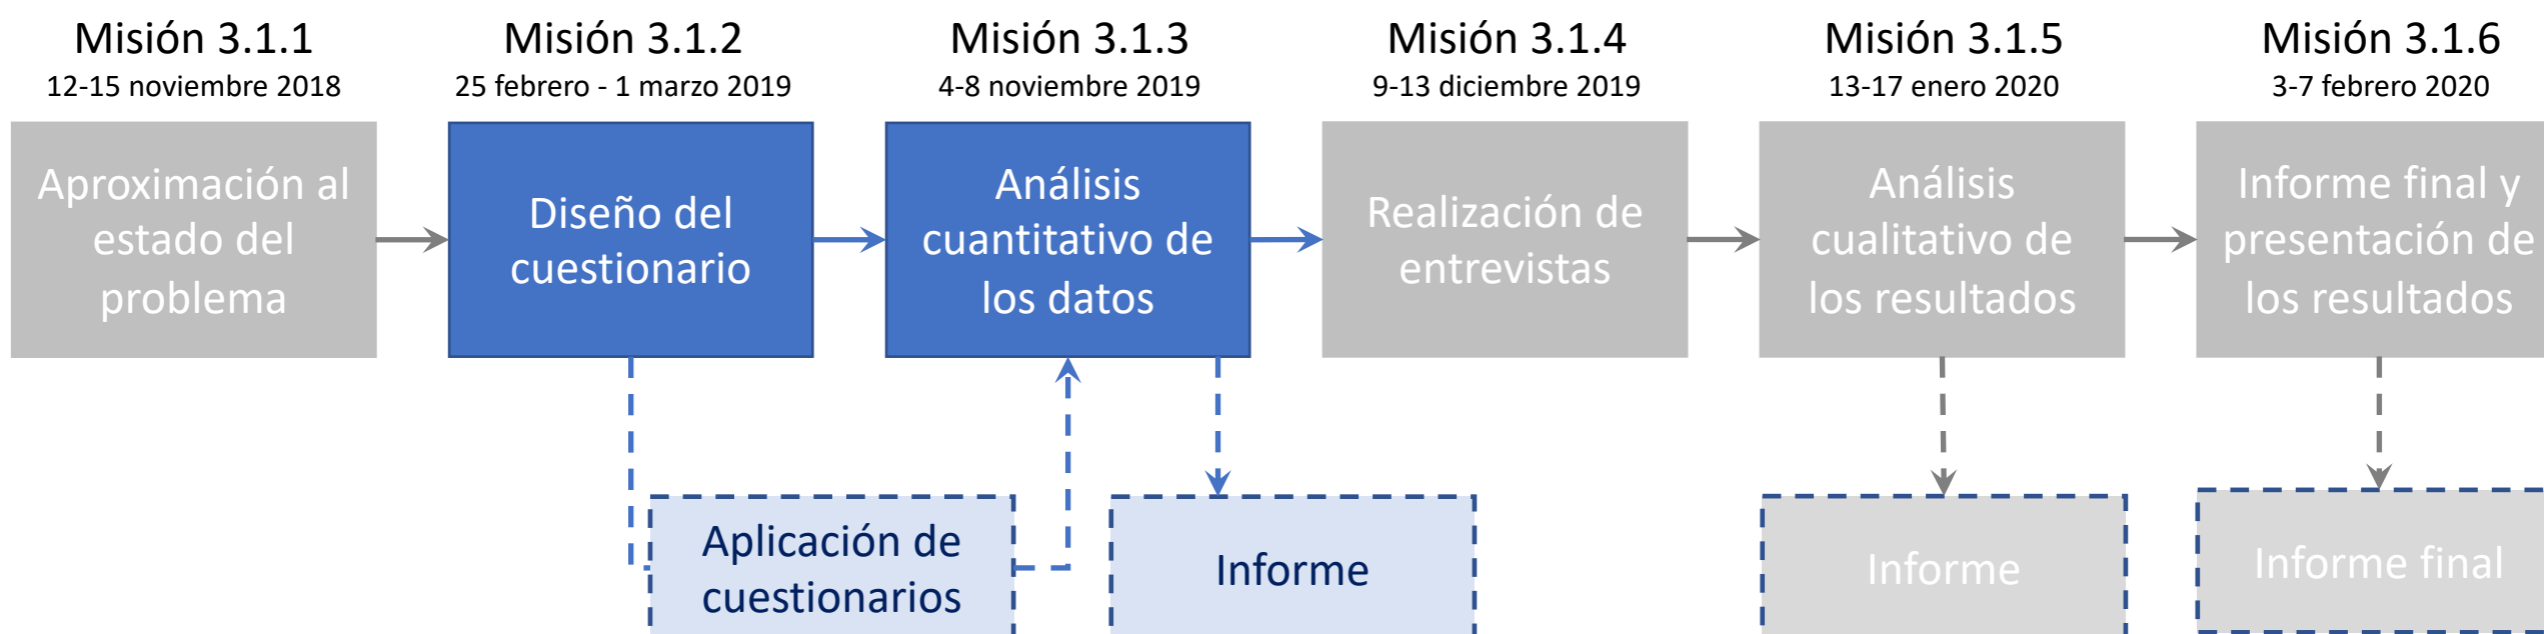 Misión 3.1.1
12-15 noviembre 2018
Misión 3.1.2
25 febrero - 1 marzo 2019
Misión 3.1.3
4-8 noviembre 2019
Misión 3.1.4
9-13 diciembre 2019
Misión 3.1.5
13-17 enero 2020
Misión 3.1.6
3-7 febrero 2020
Aproximación al
estado del
problema
Diseño del
cuestionario
Análisis
cuantitativo de
los datos
Realización de
entrevistas
Análisis
cualitativo de
los resultados
Informe final y
presentación de
los resultados
Aplicación de
cuestionarios
Informe
Informe
Informe final